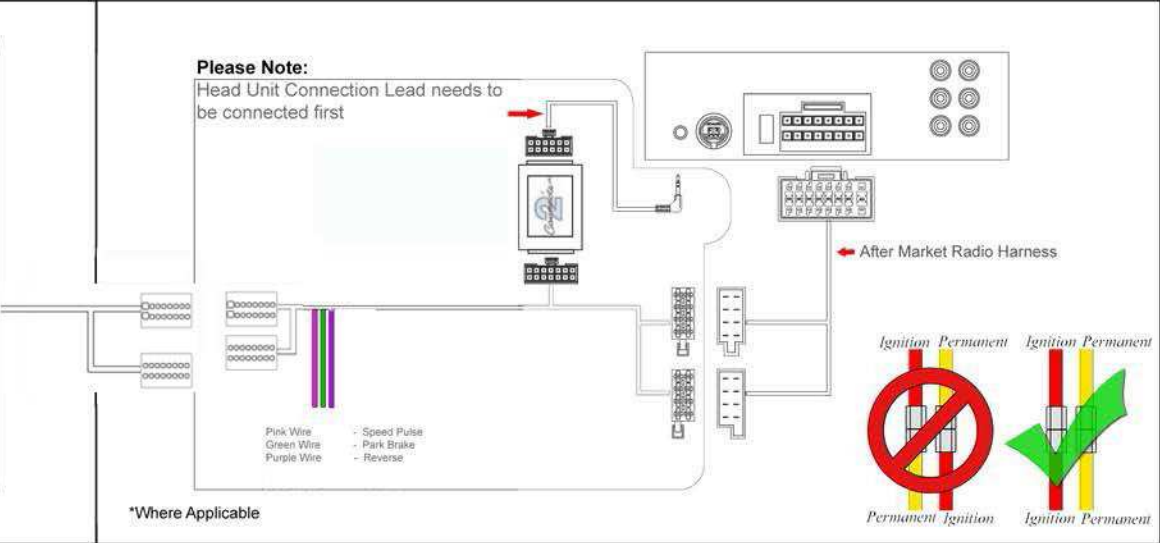 Please Note:
Head Unit Connection Lead needs to
be connected first
After Market Radio Harness
Ignition Permanent
Ignition Permanent
Pink Wire - Speed Pulse
Green Wire - Park Brake
Purple Wire - Reverse
Permanent Ignition
Ignition Permanent
*Where Applicable